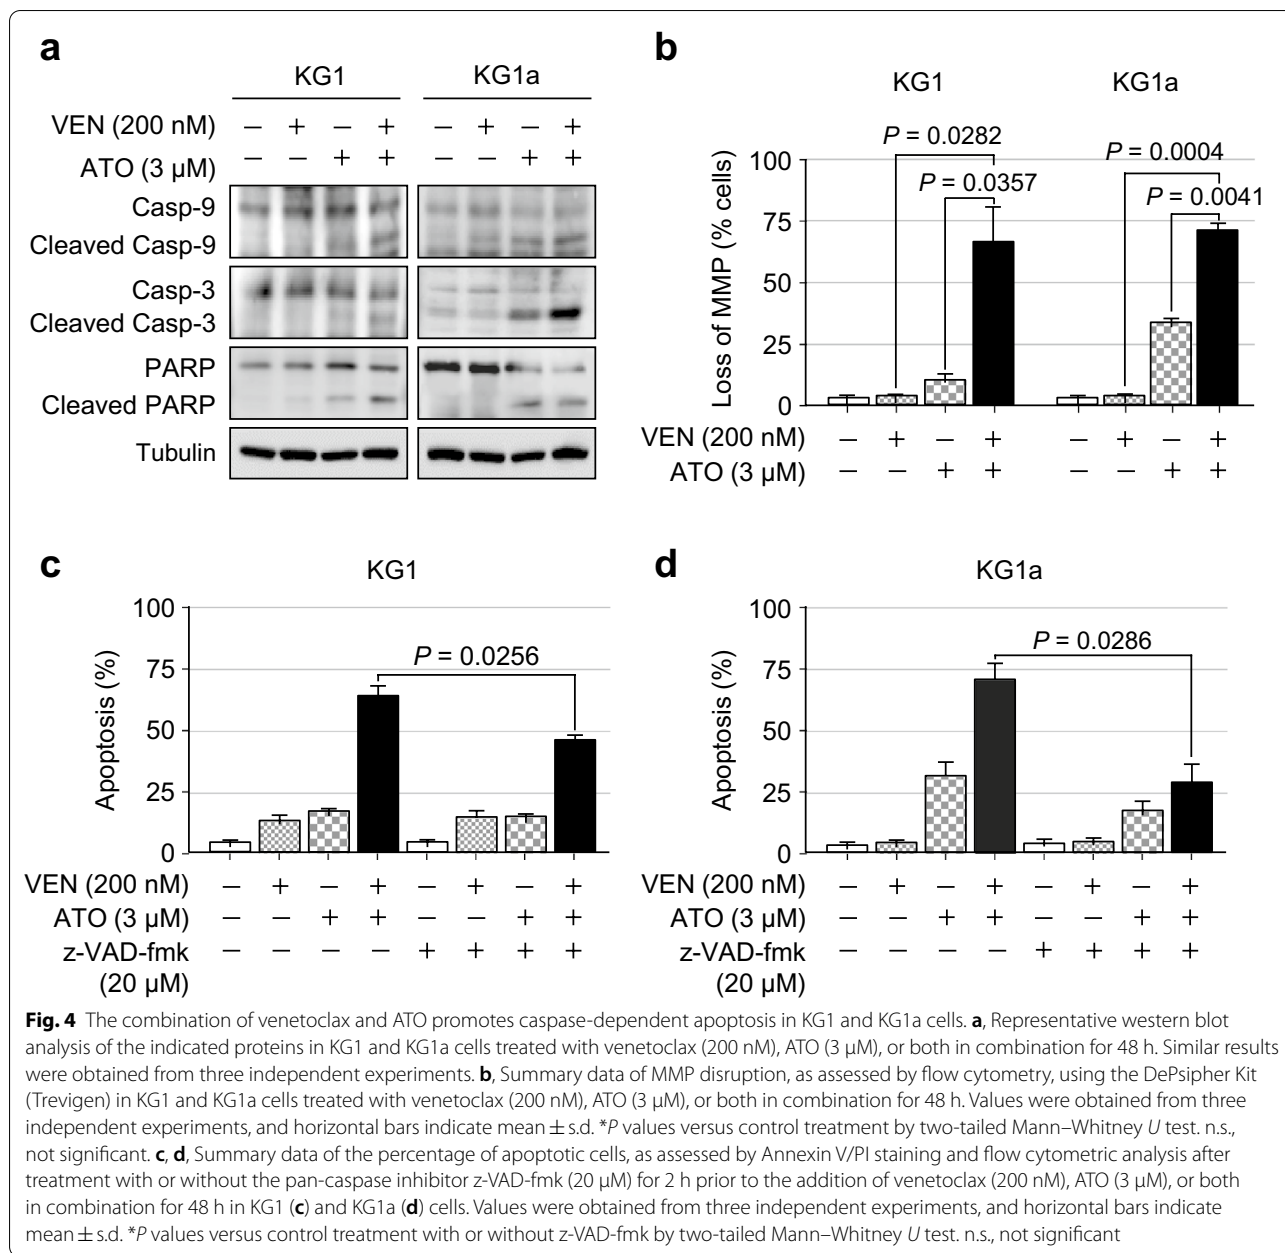 a
KG1 KG1a
VEN (200 nM) – + – + – + – +
ATO (3 μM) – – + + – – + +
Casp-9
Cleaved Casp-9
Casp-3
Cleaved Casp-3
PARP
Cleaved PARP
Tubulin
b
KG1 KG1a
P = 0.0282
P = 0.0004
P = 0.0357
P = 0.0041
Loss of MMP (% cells)
100
75
50
25
0
VEN (200 nM) – + – + – + – +
ATO (3 μM) – – + + – – + +
c
KG1
P = 0.0256
Apoptosis (%)
100
75
50
25
0
VEN (200 nM) – + – + – + – +
ATO (3 μM) – – + + – – + +
z-VAD-fmk – – – – + + + +
(20 μM)
d
KG1a
P = 0.0286
Apoptosis (%)
100
75
50
25
0
VEN (200 nM) – + – + – + – +
ATO (3 μM) – – + + – – + +
z-VAD-fmk – – – – + + + +
(20 μM)
Fig. 4 The combination of venetoclax and ATO promotes caspase-dependent apoptosis in KG1 and KG1a cells. a, Representative western blot
analysis of the indicated proteins in KG1 and KG1a cells treated with venetoclax (200 nM), ATO (3 μM), or both in combination for 48 h. Similar results
were obtained from three independent experiments. b, Summary data of MMP disruption, as assessed by flow cytometry, using the DePsipher Kit
(Trevigen) in KG1 and KG1a cells treated with venetoclax (200 nM), ATO (3 μM), or both in combination for 48 h. Values were obtained from three
independent experiments, and horizontal bars indicate mean ± s.d. *P values versus control treatment by two-tailed Mann–Whitney U test. n.s.,
not significant. c, d, Summary data of the percentage of apoptotic cells, as assessed by Annexin V/PI staining and flow cytometric analysis after
treatment with or without the pan-caspase inhibitor z-VAD-fmk (20 μM) for 2 h prior to the addition of venetoclax (200 nM), ATO (3 μM), or both
in combination for 48 h in KG1 (c) and KG1a (d) cells. Values were obtained from three independent experiments, and horizontal bars indicate
mean ± s.d. *P values versus control treatment with or without z-VAD-fmk by two-tailed Mann–Whitney U test. n.s., not significant